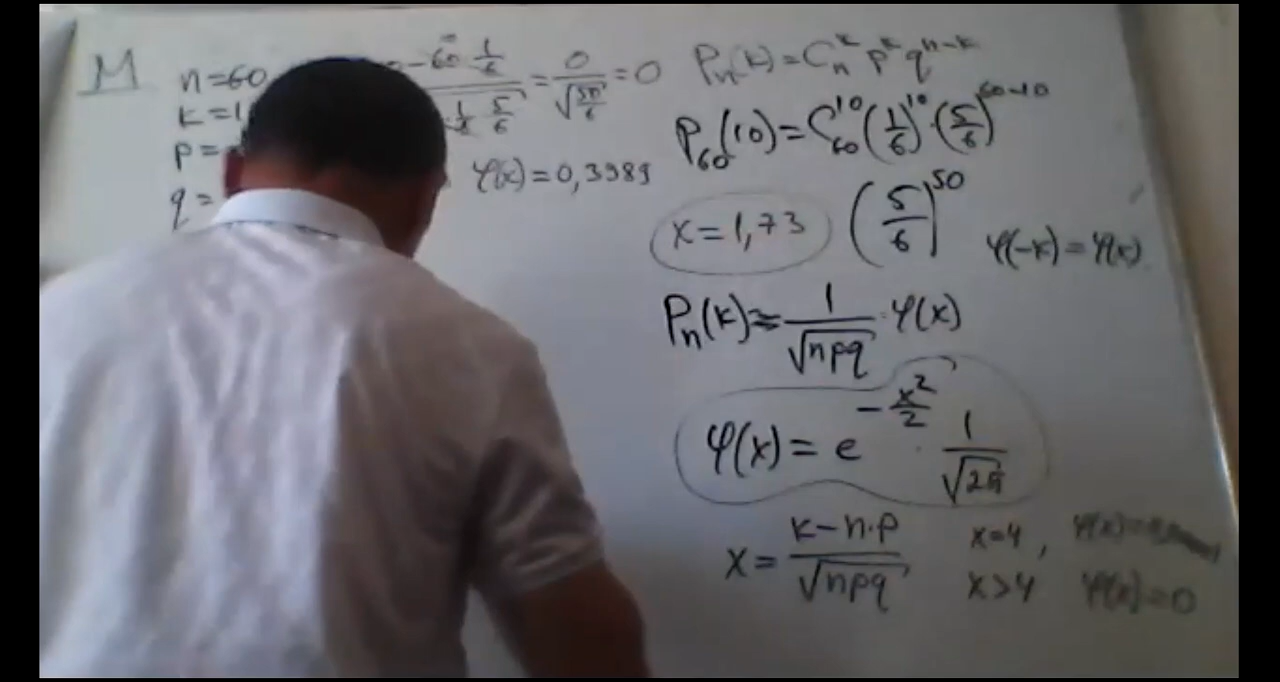 M
n=60
k=1
p=
q=
-60·1/6 / 1/6 5/6 = 0/√(50/6) = 0
φ(x)=0,3989
Pₙ(k)=Cₙᵏ pᵏ qⁿ⁻ᵏ
P₆₀(10)=C₆₀¹⁰(1/6)¹⁰·(5/6)⁶⁰⁻¹⁰
x=1,73 (5/6)⁵⁰ φ(-x)=φ(x)
Pₙ(k)≈1/√npq·φ(x)
φ(x)=e^(-x²/2)·1/√2π
x=(k-n·p)/√npq
x=4, φ(x)=
x>4 φ(x)=0